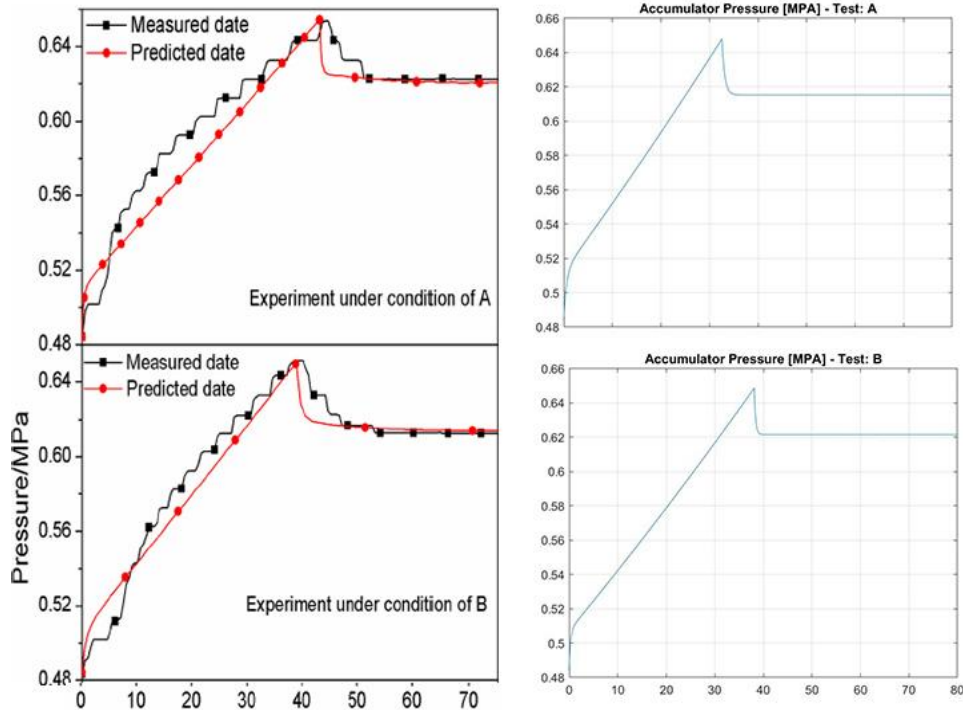 Measured date
Predicted date
0.64
0.60
0.56
0.52
0.48
Experiment under condition of A
Measured date
Predicted date
0.64
0.60
0.56
0.52
0.48
Experiment under condition of B
Pressure/MPa
0 10 20 30 40 50 60 70
Accumulator Pressure [MPA] - Test: A
0.66
0.64
0.62
0.6
0.58
0.56
0.54
0.52
0.5
0.48
Accumulator Pressure [MPA] - Test: B
0.66
0.64
0.62
0.6
0.58
0.56
0.54
0.52
0.5
0.48
0 10 20 30 40 50 60 70 80